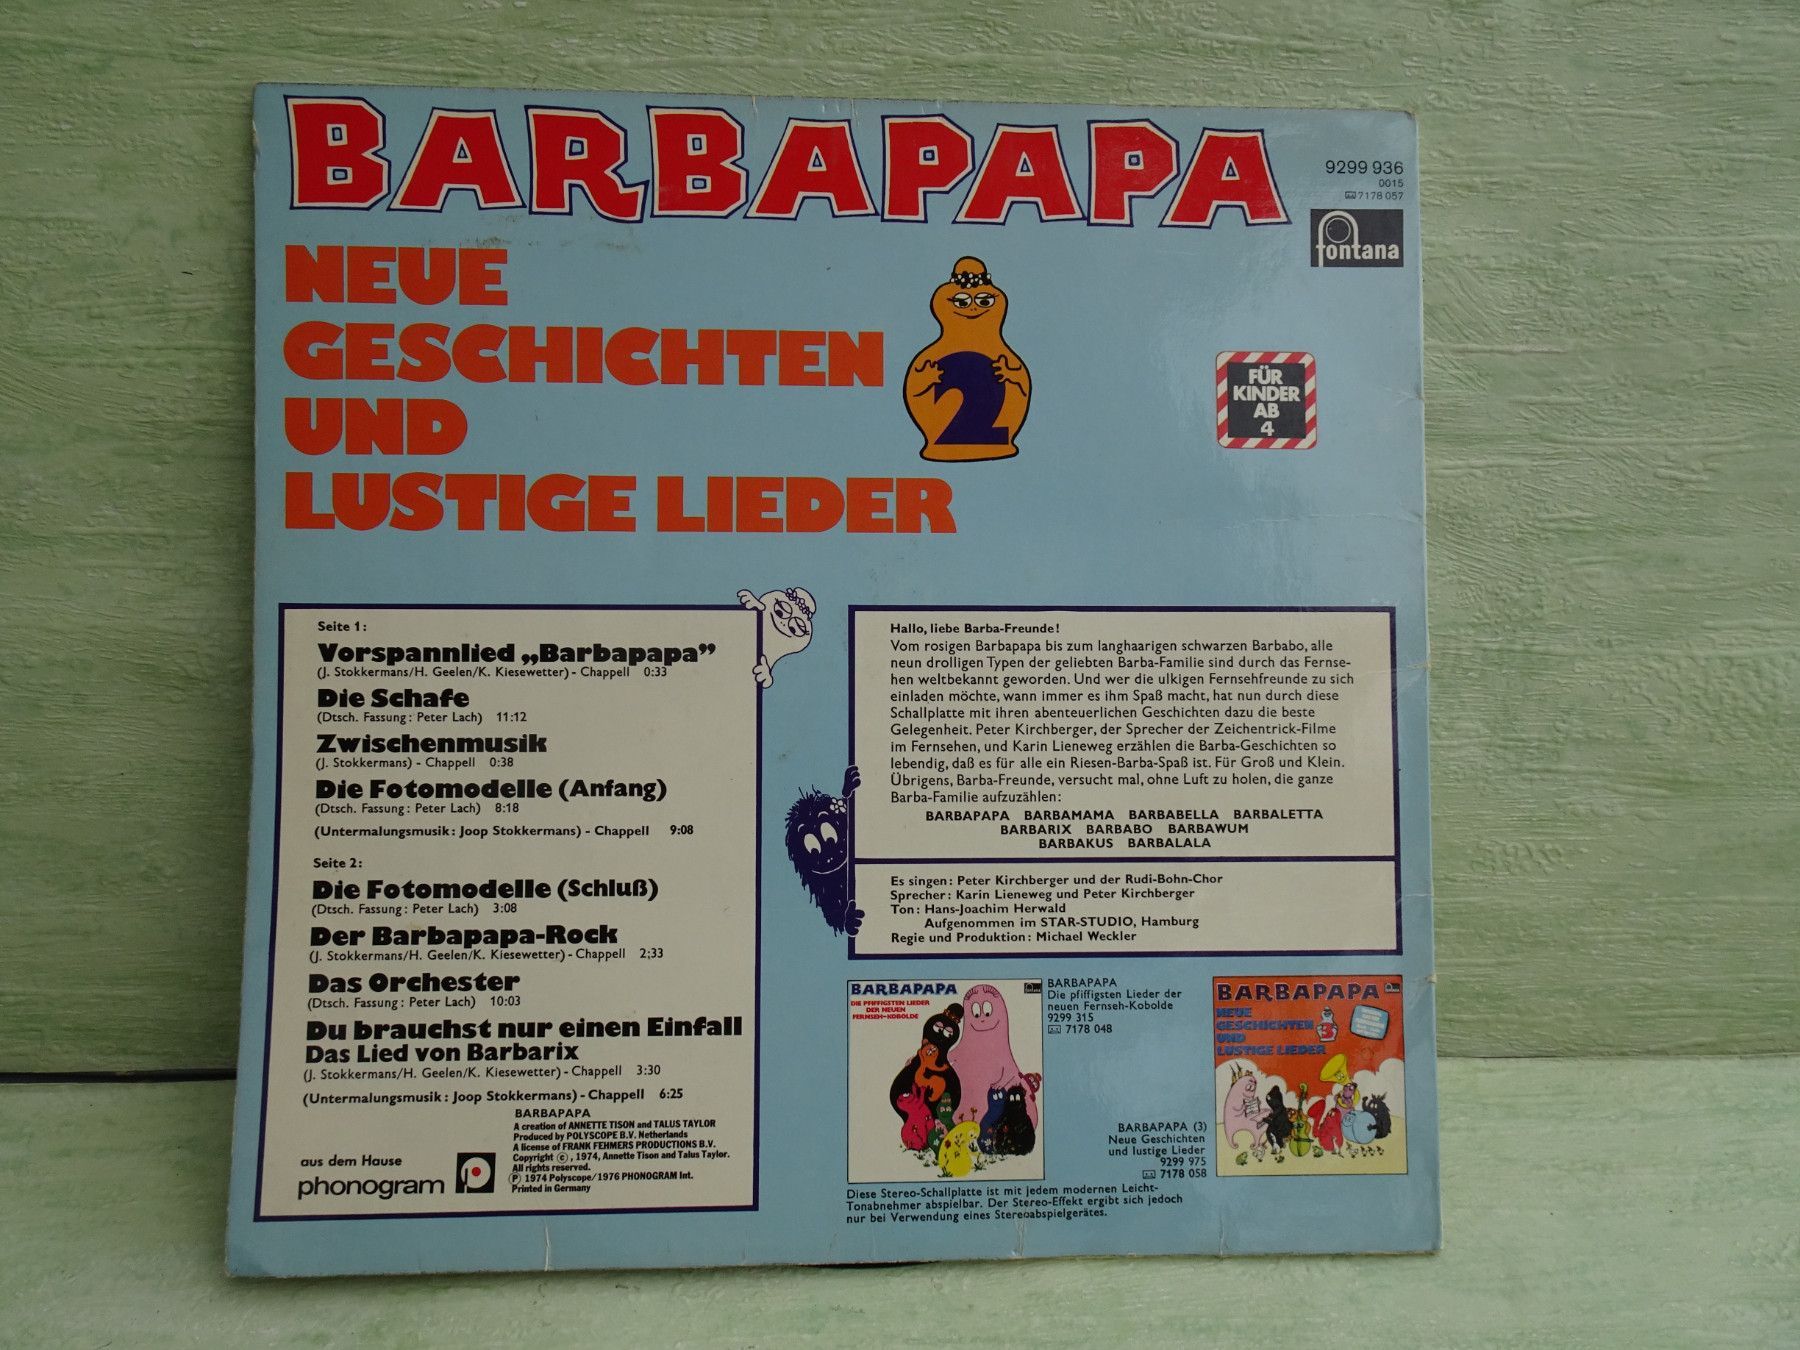 BARBAPAPA
9299 936
0015
7178 057
fontana
NEUE
GESCHICHTEN
UND
LUSTIGE LIEDER
2
FÜR
KINDER
AB
4
Seite 1:
Vorspannlied „Barbapapa”
(J. Stokkermans/H. Geelen/K. Kiesewetter) - Chappell 0:33
Die Schafe
(Dtsch. Fassung: Peter Lach) 11:12
Zwischenmusik
(J. Stokkermans) - Chappell 0:38
Die Fotomodelle (Anfang)
(Dtsch. Fassung: Peter Lach) 8:18
(Untermalungsmusik: Joop Stokkermans) - Chappell 9:08
Seite 2:
Die Fotomodelle (Schluß)
(Dtsch. Fassung: Peter Lach) 3:08
Der Barbapapa-Rock
(J. Stokkermans/H. Geelen/K. Kiesewetter) - Chappell 2;33
Das Orchester
(Dtsch. Fassung: Peter Lach) 10:03
Du brauchst nur einen Einfall
Das Lied von Barbarix
(J. Stokkermans/H. Geelen/K. Kiesewetter) - Chappell 3:30
(Untermalungsmusik: Joop Stokkermans) - Chappell 6:25
BARBAPAPA
A creation of ANNETTE TISON and TALUS TAYLOR
Produced by POLYSCOPE B.V. Netherlands
A license of FRANK FEHMERS PRODUCTIONS B.V.
Copyright ©, 1974, Annette Tison and Talus Taylor.
All rights reserved.
℗ 1974 Polyscope/1976 PHONOGRAM Int.
Printed in Germany
aus dem Hause
phonogram
Hallo, liebe Barba-Freunde!
Vom rosigen Barbapapa bis zum langhaarigen schwarzen Barbabo, alle
neun drolligen Typen der geliebten Barba-Familie sind durch das Fernse-
hen weltbekannt geworden. Und wer die ulkigen Fernsehfreunde zu sich
einladen möchte, wann immer es ihm Spaß macht, hat nun durch diese
Schallplatte mit ihren abenteuerlichen Geschichten dazu die beste
Gelegenheit. Peter Kirchberger, der Sprecher der Zeichentrick-Filme
im Fernsehen, und Karin Lieneweg erzählen die Barba-Geschichten so
lebendig, daß es für alle ein Riesen-Barba-Spaß ist. Für Groß und Klein.
Übrigens, Barba-Freunde, versucht mal, ohne Luft zu holen, die ganze
Barba-Familie aufzuzählen:
BARBAPAPA BARBAMAMA BARBABELLA BARBALETTA
BARBARIX BARBABO BARBAWUM
BARBAKUS BARBALALA
Es singen: Peter Kirchberger und der Rudi-Bohn-Chor
Sprecher: Karin Lieneweg und Peter Kirchberger
Ton: Hans-Joachim Herwald
Aufgenommen im STAR-STUDIO, Hamburg
Regie und Produktion: Michael Weckler
BARBAPAPA
DIE PFIFFIGSTEN LIEDER
DER NEUEN
FERNSEH-KOBOLDE
fontana
BARBAPAPA
Die pfiffigsten Lieder der
neuen Fernseh-Kobolde
9299 315
7178 048
BARBAPAPA
NEUE
GESCHICHTEN
UND
LUSTIGE LIEDER
3
BARBAPAPA (3)
Neue Geschichten
und lustige Lieder
9299 975
7178 058
Diese Stereo-Schallplatte ist mit jedem modernen Leicht-
Tonabnehmer abspielbar. Der Stereo-Effekt ergibt sich jedoch
nur bei Verwendung eines Stereoabspielgerätes.